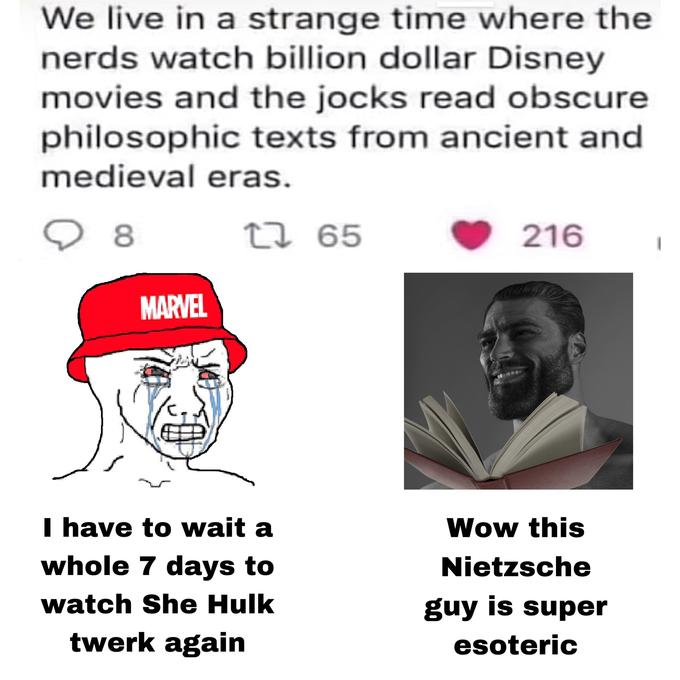 We live in a strange time where the
nerds watch billion dollar Disney
movies and the jocks read obscure
philosophic texts from ancient and
medieval eras.
8 65 216
MARVEL
I have to wait a
whole 7 days to
watch She Hulk
twerk again
Wow this
Nietzsche
guy is super
esoteric